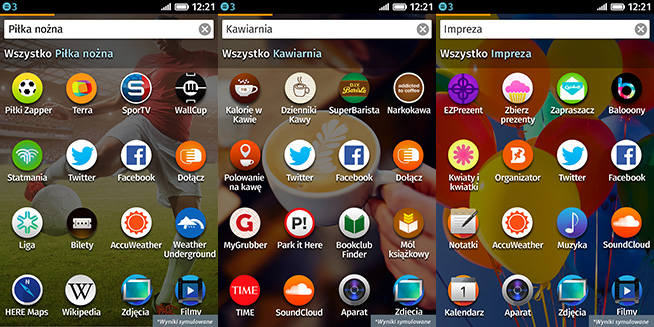 3 12:21
Piłka nożna
Wszystko Piłka nożna
Piłki Zapper Terra SporTV WallCup
Statmania Twitter Facebook Dołącz
Liga Bilety AccuWeather Weather Underground
HERE Maps Wikipedia Zdjęcia Filmy
*Wyniki symulowane
3 12:21
Kawiarnia
Wszystko Kawiarnia
Kalorie w Kawie Dzienniki Kawy SuperBarista Narkokawa
Polowanie na kawę Twitter Facebook Dołącz
MyGrubber Park it Here Bookclub Finder Mól książkowy
TIME SoundCloud Aparat Zdjęcia
*Wyniki symulowane
3 12:21
Impreza
Wszystko Impreza
EZPrezent Zbierz prezenty Zapraszacz Baloony
Kwiaty i kwiatki Organizator Twitter Facebook
Notatki AccuWeather Muzyka SoundCloud
Kalendarz Aparat Zdjęcia Filmy
*Wyniki symulowane